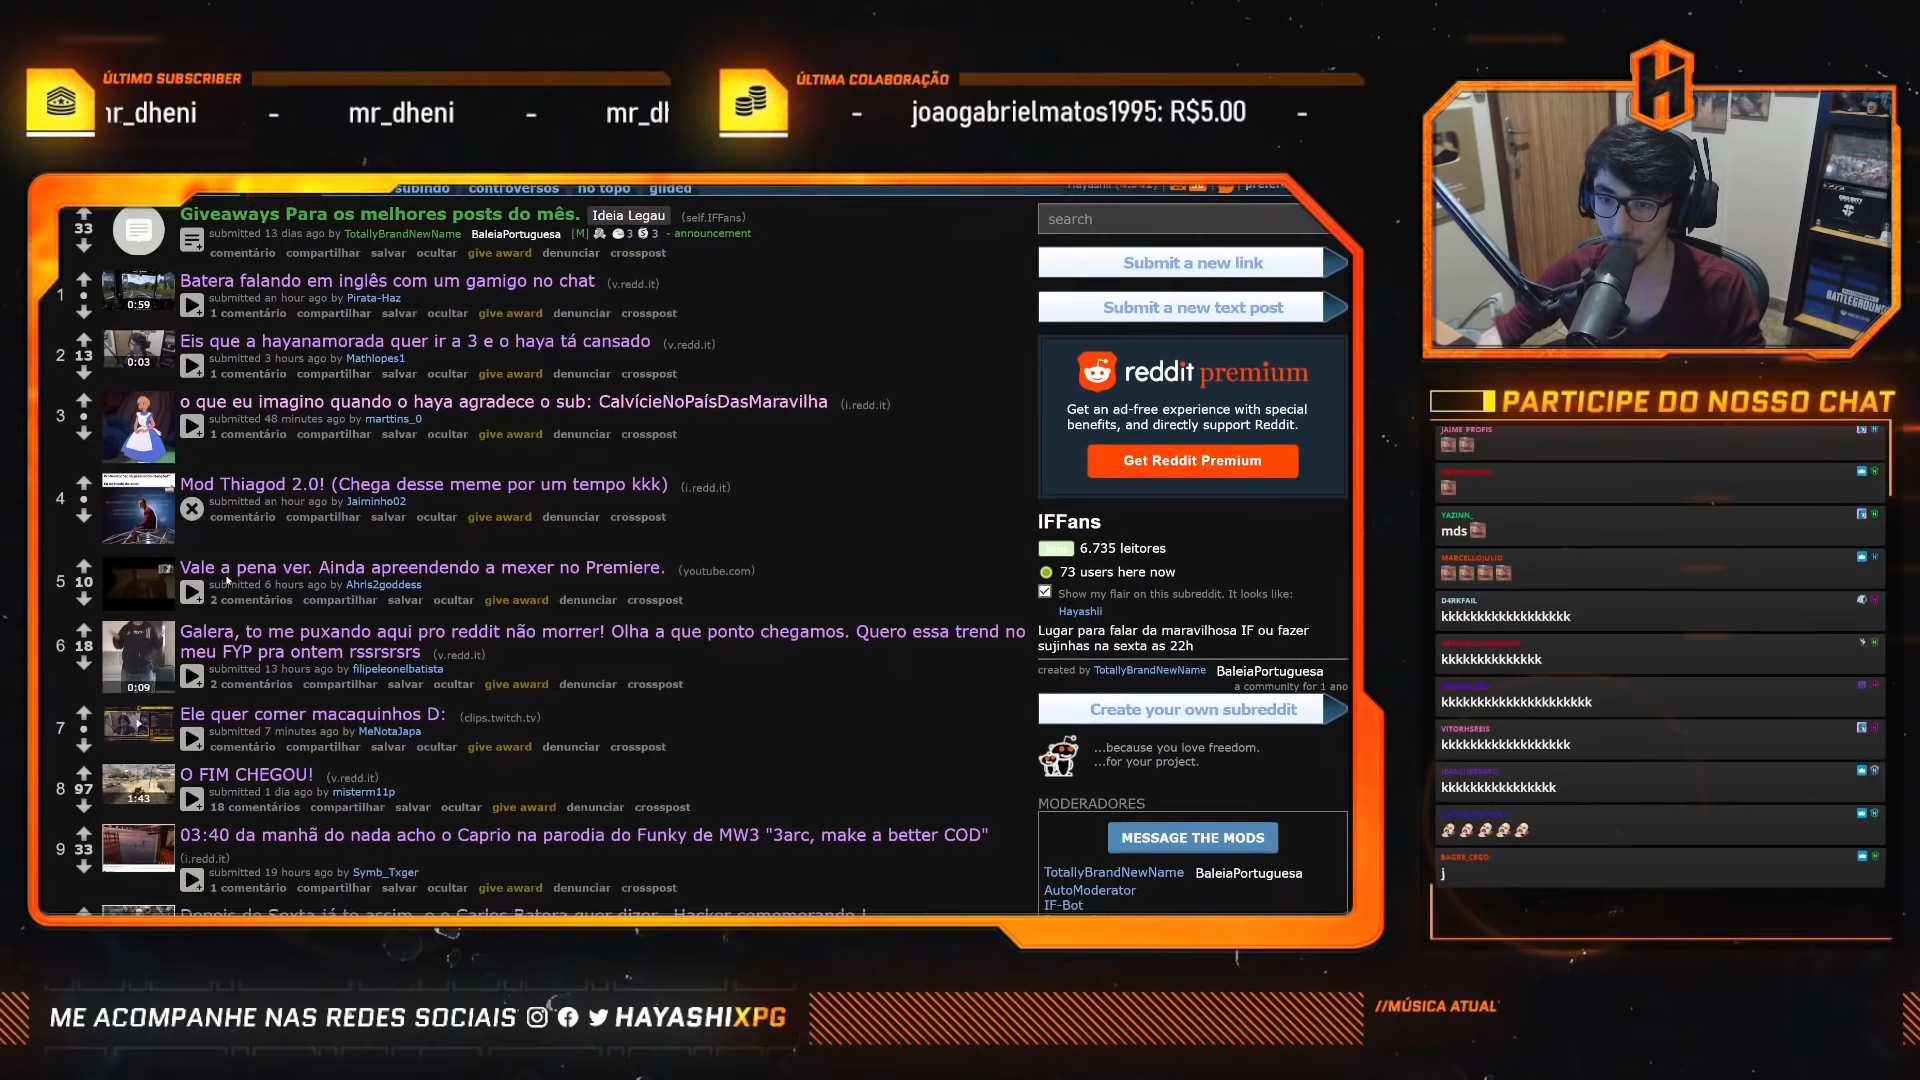 ÚLTIMO SUBSCRIBER
mr_dheni - mr_dheni -
ÚLTIMA COLABORAÇÃO
- joaogabrielmatos1995: R$5.00 -
subindo controversos no topo gilded
33
Giveaways Para os melhores posts do mês. Ideia Legau (self.IFFans)
submitted 13 dias ago by TotallyBrandNewName BaleiaPortuguesa [M] 3 3 - announcement
comentário compartilhar salvar ocultar give award denunciar crosspost
1
0:59
Batera falando em inglês com um gamigo no chat (v.redd.it)
submitted an hour ago by Pirata-Haz
1 comentário compartilhar salvar ocultar give award denunciar crosspost
2 13
0:03
Eis que a hayanamorada quer ir a 3 e o haya tá cansado (v.redd.it)
submitted 3 hours ago by Mathlopes1
1 comentário compartilhar salvar ocultar give award denunciar crosspost
3
o que eu imagino quando o haya agradece o sub: CalvícieNoPaísDasMaravilha (i.redd.it)
submitted 48 minutes ago by marttins_0
1 comentário compartilhar salvar ocultar give award denunciar crosspost
4
Mod Thiagod 2.0! (Chega desse meme por um tempo kkk) (i.redd.it)
submitted an hour ago by Jaiminho02
comentário compartilhar salvar ocultar give award denunciar crosspost
5 10
Vale a pena ver. Ainda apreendendo a mexer no Premiere. (youtube.com)
submitted 6 hours ago by Ahris2goddess
2 comentários compartilhar salvar ocultar give award denunciar crosspost
6 18
0:09
Galera, to me puxando aqui pro reddit não morrer! Olha a que ponto chegamos. Quero essa trend no
meu FYP pra ontem rssrsrsrs (v.redd.it)
submitted 13 hours ago by filipeleonelbatista
2 comentários compartilhar salvar ocultar give award denunciar crosspost
7
Ele quer comer macaquinhos D: (clips.twitch.tv)
submitted 7 minutes ago by MeNotaJapa
comentário compartilhar salvar ocultar give award denunciar crosspost
8 97
1:43
O FIM CHEGOU! (v.redd.it)
submitted 1 dia ago by misterm11p
18 comentários compartilhar salvar ocultar give award denunciar crosspost
9 33
03:40 da manhã do nada acho o Caprio na parodia do Funky de MW3 "3arc, make a better COD"
(i.redd.it)
submitted 19 hours ago by Symb_Txger
1 comentário compartilhar salvar ocultar give award denunciar crosspost
search
Submit a new link
Submit a new text post
reddit premium
Get an ad-free experience with special
benefits, and directly support Reddit.
Get Reddit Premium
IFFans
6.735 leitores
73 users here now
Show my flair on this subreddit. It looks like:
Hayashii
Lugar para falar da maravilhosa IF ou fazer
sujinhas na sexta as 22h
created by TotallyBrandNewName BaleiaPortuguesa
a community for 1 ano
Create your own subreddit
...because you love freedom.
...for your project.
MODERADORES
MESSAGE THE MODS
TotallyBrandNewName BaleiaPortuguesa
AutoModerator
IF-Bot
BATTLEGROUNDS
PARTICIPE DO NOSSO CHAT
JAIME_PROFIS
YAZINN_
mds
MARCELLOJULIO
D4RKFAIL
kkkkkkkkkkkkkkkkkk
kkkkkkkkkkkkkk
kkkkkkkkkkkkkkkkkkkkk
VITORHSREIS
kkkkkkkkkkkkkkkkkk
kkkkkkkkkkkkkkkk
BAGRE_CEGO
j
ME ACOMPANHE NAS REDES SOCIAIS HAYASHIXPG
//MÚSICA ATUAL